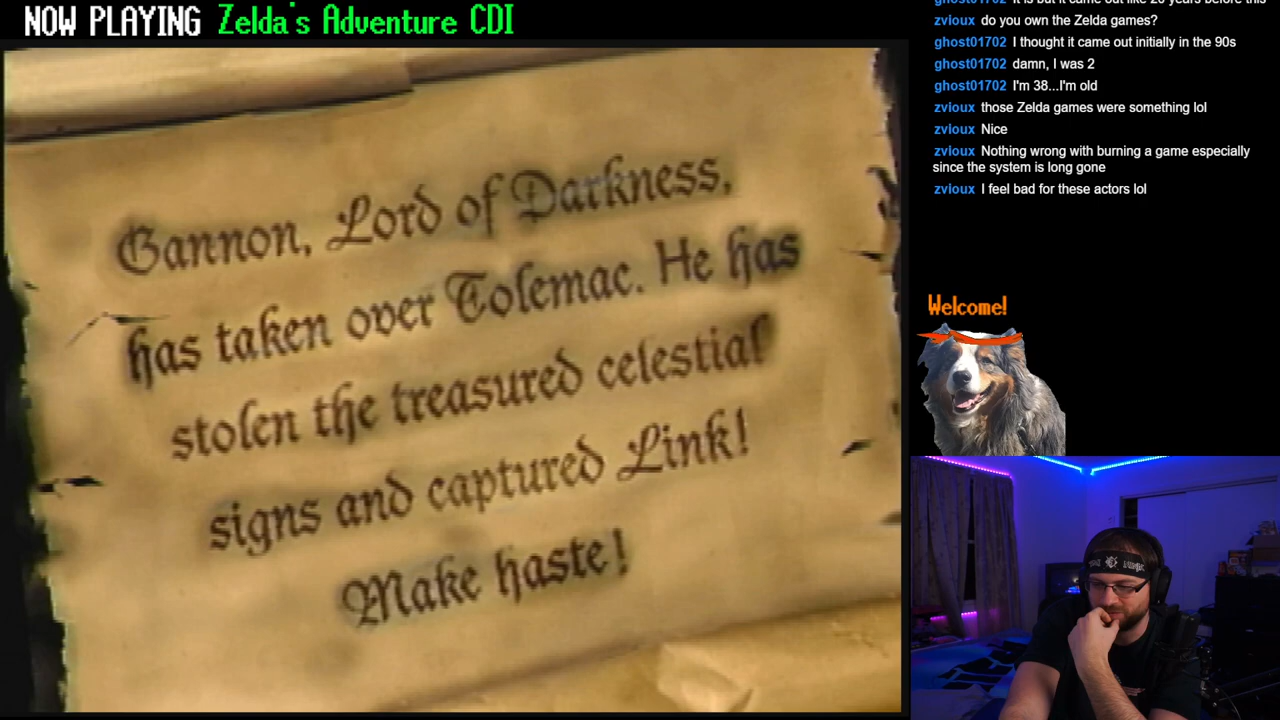 NOW PLAYING Zelda's Adventure CDI
Gannon, Lord of Darkness,
has taken over Tolemac. He has
stolen the treasured celestial
signs and captured Link!
Make haste!
zvioux do you own the Zelda games?
ghost01702 I thought it came out initially in the 90s
ghost01702 damn, I was 2
ghost01702 I'm 38...I'm old
zvioux those Zelda games were something lol
zvioux Nice
zvioux Nothing wrong with burning a game especially
since the system is long gone
zvioux I feel bad for these actors lol
Welcome!